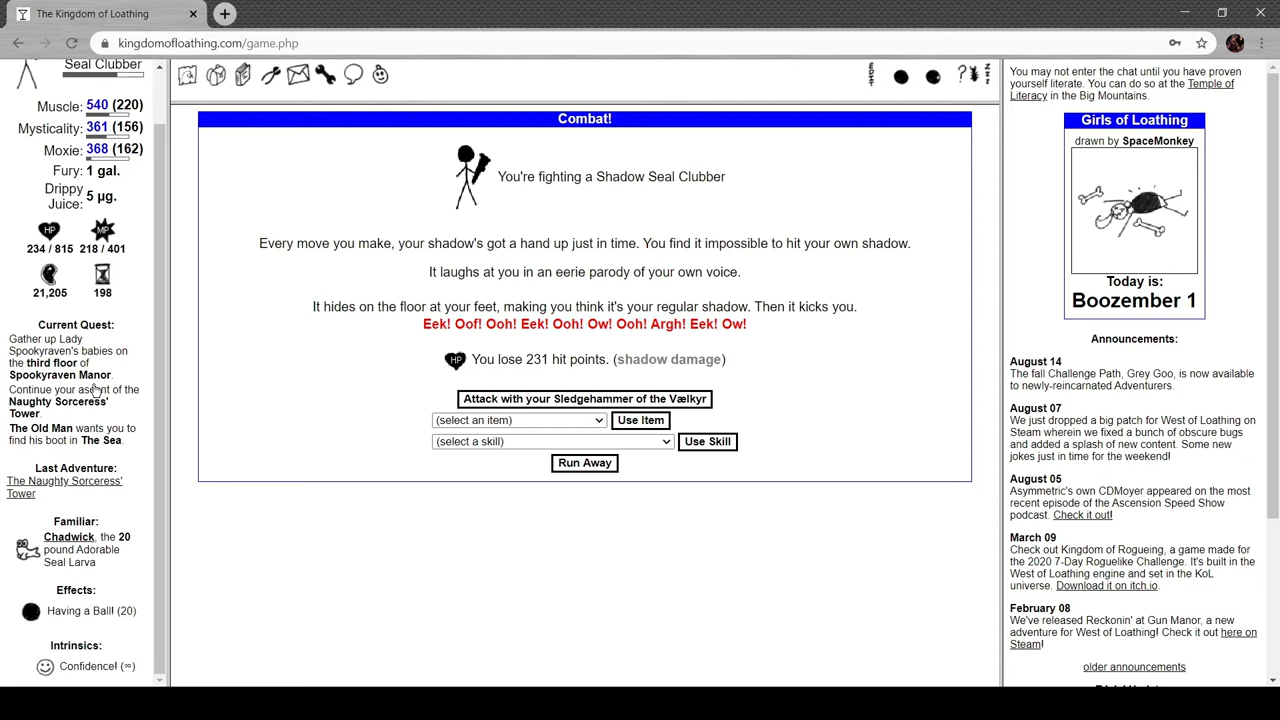 The Kingdom of Loathing
kingdomofloathing.com/game.php
Seal Clubber
Muscle: 540 (220)
Mysticality: 361 (156)
Moxie: 368 (162)
Fury: 1 gal.
Drippy
Juice: 5 µg.
HP MP
234 / 815 218 / 401
21,205 198
Current Quest:
Gather up Lady
Spookyraven's babies on
the third floor of
Spookyraven Manor.
Continue your ascent of the
Naughty Sorceress'
Tower.
The Old Man wants you to
find his boot in The Sea.
Last Adventure:
The Naughty Sorceress'
Tower
Familiar:
Chadwick, the 20
pound Adorable
Seal Larva
Effects:
Having a Ball! (20)
Intrinsics:
Confidence! (∞)
Combat!
You're fighting a Shadow Seal Clubber
Every move you make, your shadow's got a hand up just in time. You find it impossible to hit your own shadow.
It laughs at you in an eerie parody of your own voice.
It hides on the floor at your feet, making you think it's your regular shadow. Then it kicks you.
Eek! Oof! Ooh! Eek! Ooh! Ow! Ooh! Argh! Eek! Ow!
HP You lose 231 hit points. (shadow damage)
Attack with your Sledgehammer of the Vælkyr
(select an item) Use Item
(select a skill) Use Skill
Run Away
You may not enter the chat until you have proven
yourself literate. You can do so at the Temple of
Literacy in the Big Mountains.
Girls of Loathing
drawn by SpaceMonkey
Today is:
Boozember 1
Announcements:
August 14
The fall Challenge Path, Grey Goo, is now available
to newly-reincarnated Adventurers.
August 07
We just dropped a big patch for West of Loathing on
Steam wherein we fixed a bunch of obscure bugs
and added a splash of new content. Some new
jokes just in time for the weekend!
August 05
Asymmetric's own CDMoyer appeared on the most
recent episode of the Ascension Speed Show
podcast. Check it out!
March 09
Check out Kingdom of Rogueing, a game made for
the 2020 7-Day Roguelike Challenge. It's built in the
West of Loathing engine and set in the KoL
universe. Download it on itch.io.
February 08
We've released Reckonin' at Gun Manor, a new
adventure for West of Loathing! Check it out here on
Steam!
older announcements